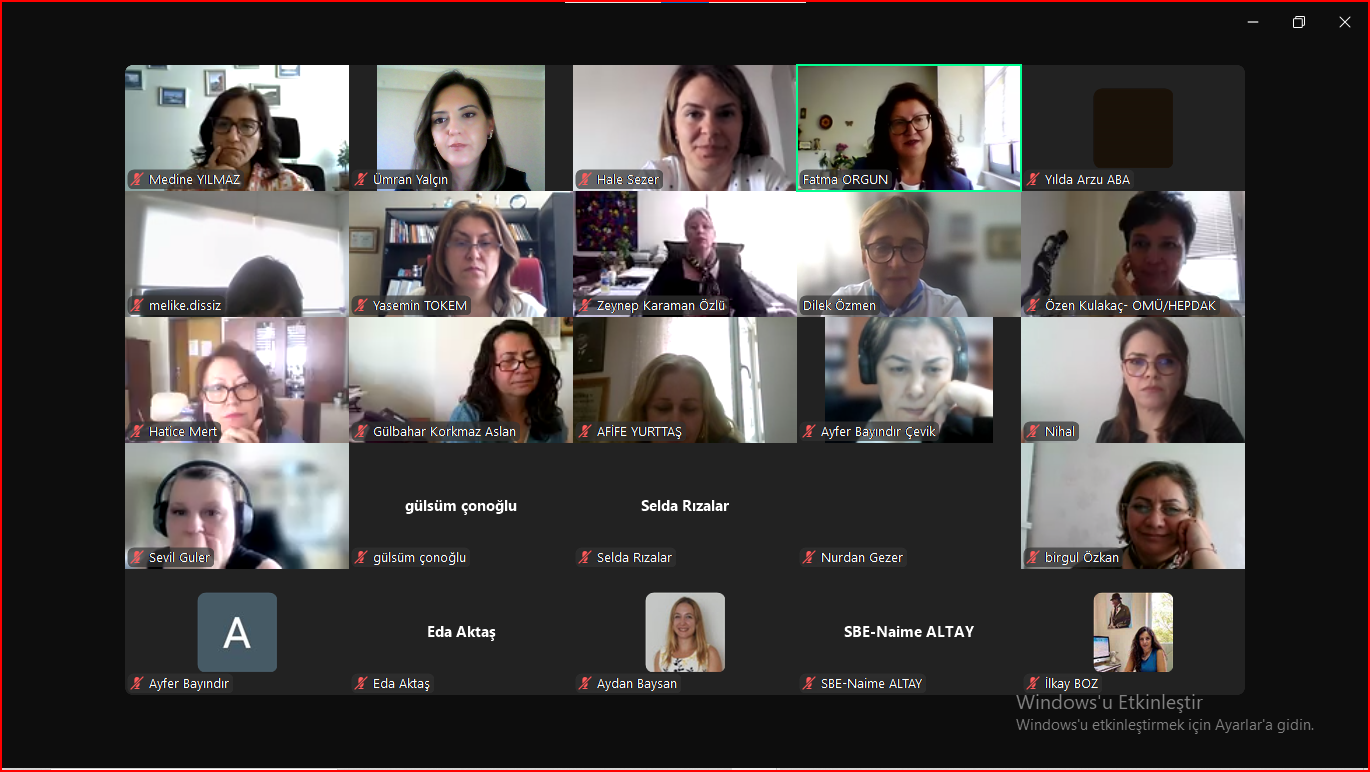 Medine YILMAZ
Ümran Yalçın
Hale Sezer
Fatma ORGUN
Yılda Arzu ABA
melike.dissiz
Yasemin TOKEM
Zeynep Karaman Özlü
Dilek Özmen
Özen Kulakaç- OMÜ/HEPDAK
Hatice Mert
Gülbahar Korkmaz Aslan
AFİFE YURTTAŞ
Ayfer Bayındır Çevik
Nihal
Sevil Guler
gülsüm çonoğlu
gülsüm çonoğlu
Selda Rızalar
Selda Rızalar
Nurdan Gezer
birgul Özkan
A
Ayfer Bayındır
Eda Aktaş
Eda Aktaş
Aydan Baysan
SBE-Naime ALTAY
SBE-Naime ALTAY
İlkay BOZ
Windows'u Etkinleştir
Windows'u etkinleştirmek için Ayarlar'a gidin.